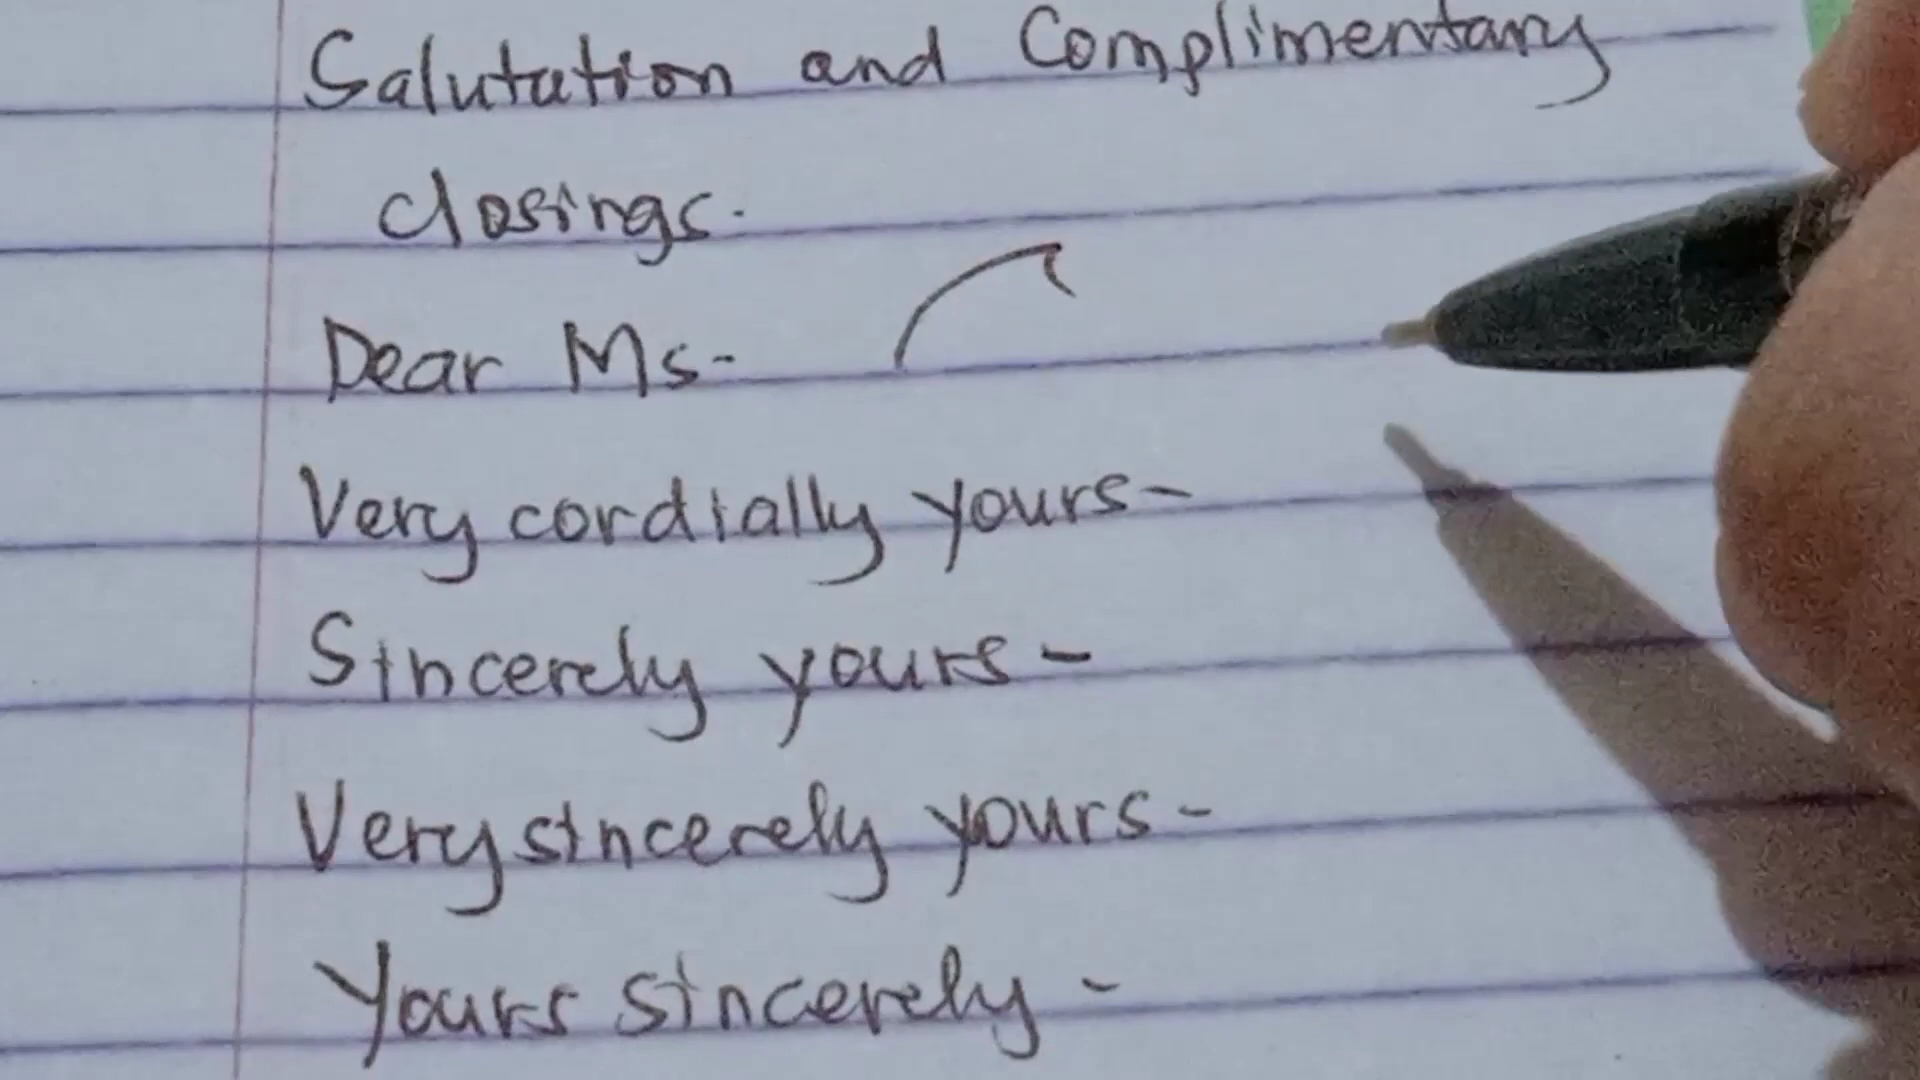 Salutation and Complimentary
closings.
Dear Ms-
Very cordially yours-
Sincerely yours-
Very sincerely yours-
Yours sincerely-